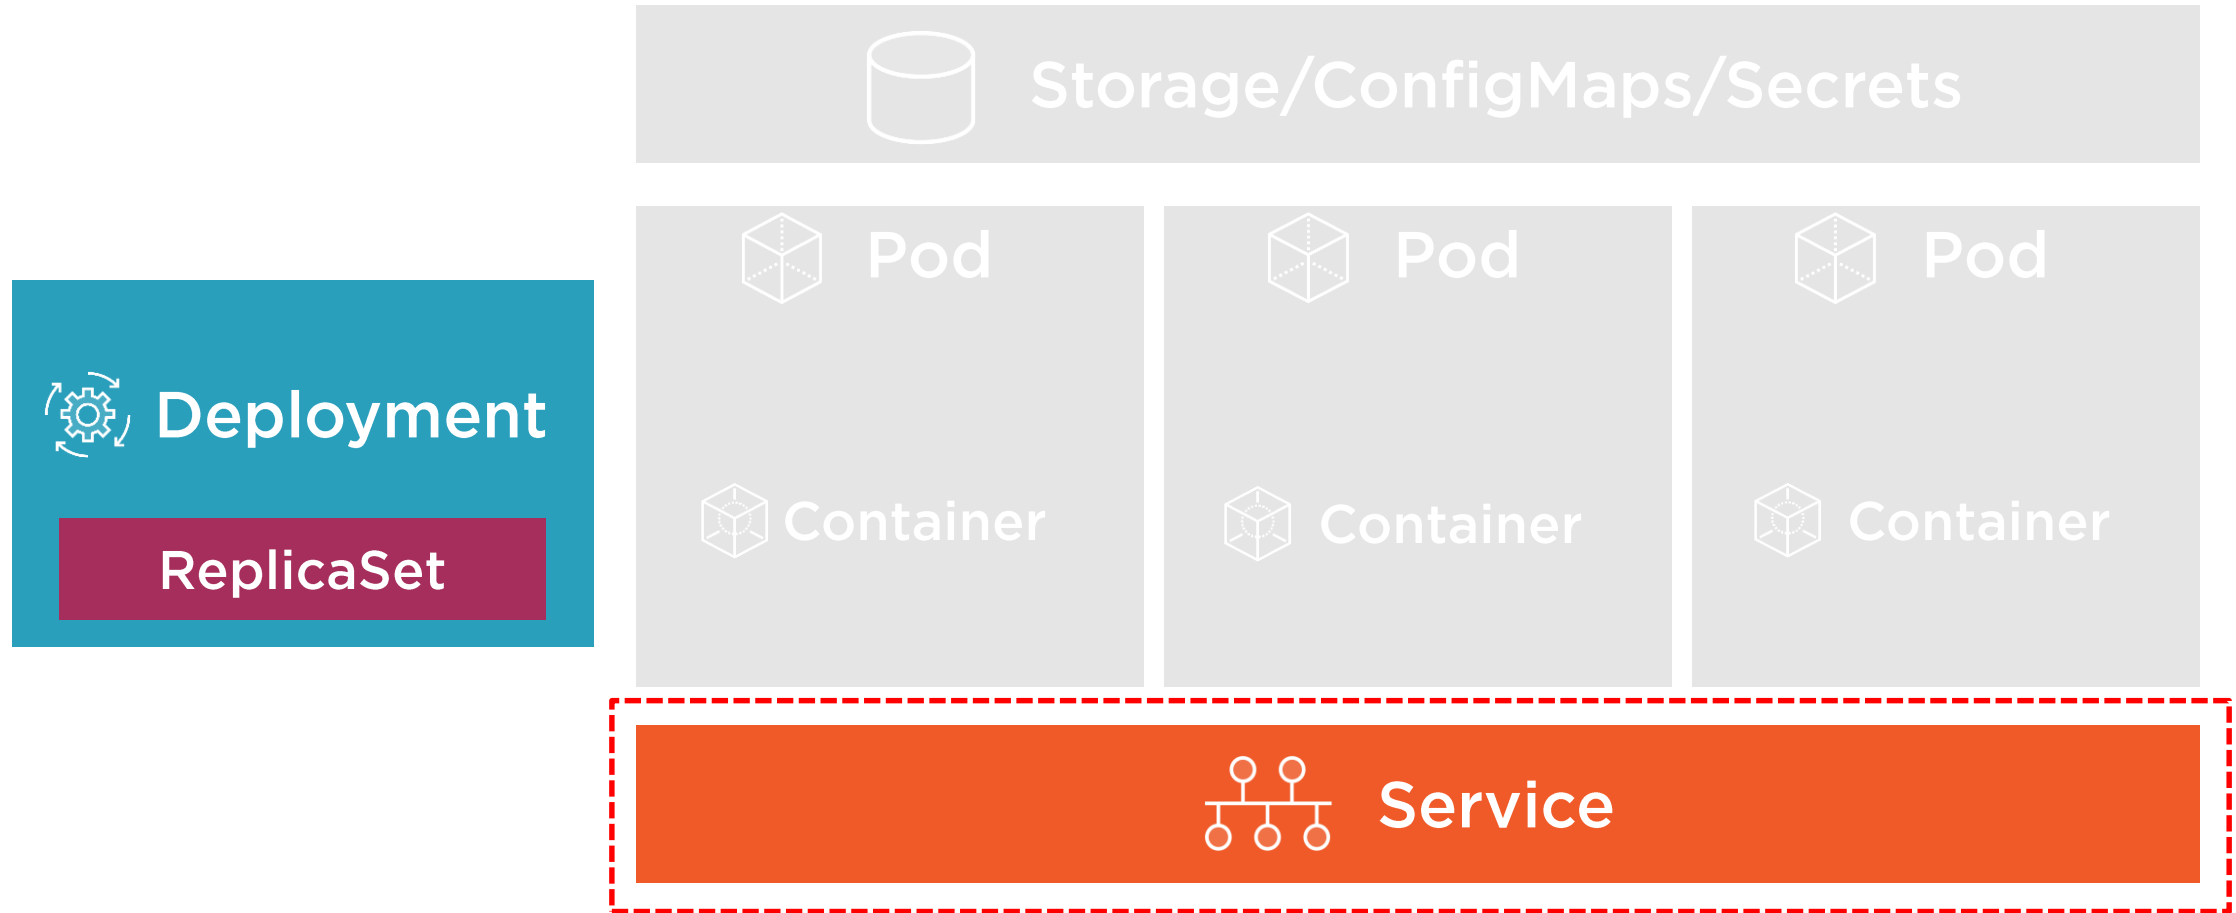 Storage/ConfigMaps/Secrets
Pod
Pod
Pod
Deployment
ReplicaSet
Container
Container
Container
Service